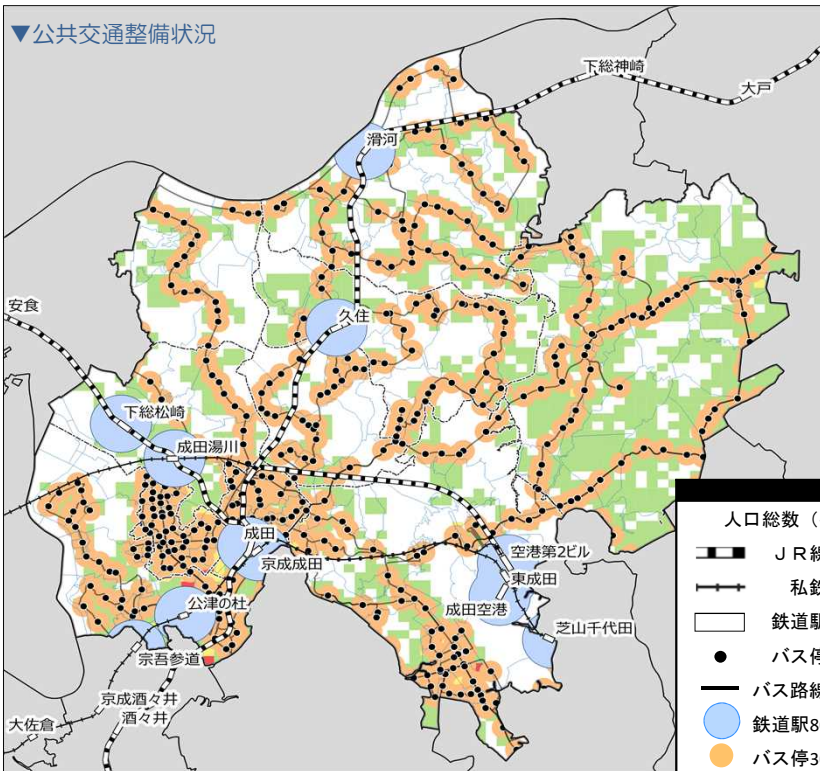 ▼公共交通整備状況
下総神崎
大戸
滑河
安食
久住
下総松崎
成田湯川
成田
京成成田
空港第2ビル
東成田
成田空港
公津の杜
芝山千代田
宗吾参道
京成酒々井
酒々井
大佐倉
人口総数（
ＪＲ線
私鉄
鉄道駅
バス停
バス路線
鉄道駅8
バス停3